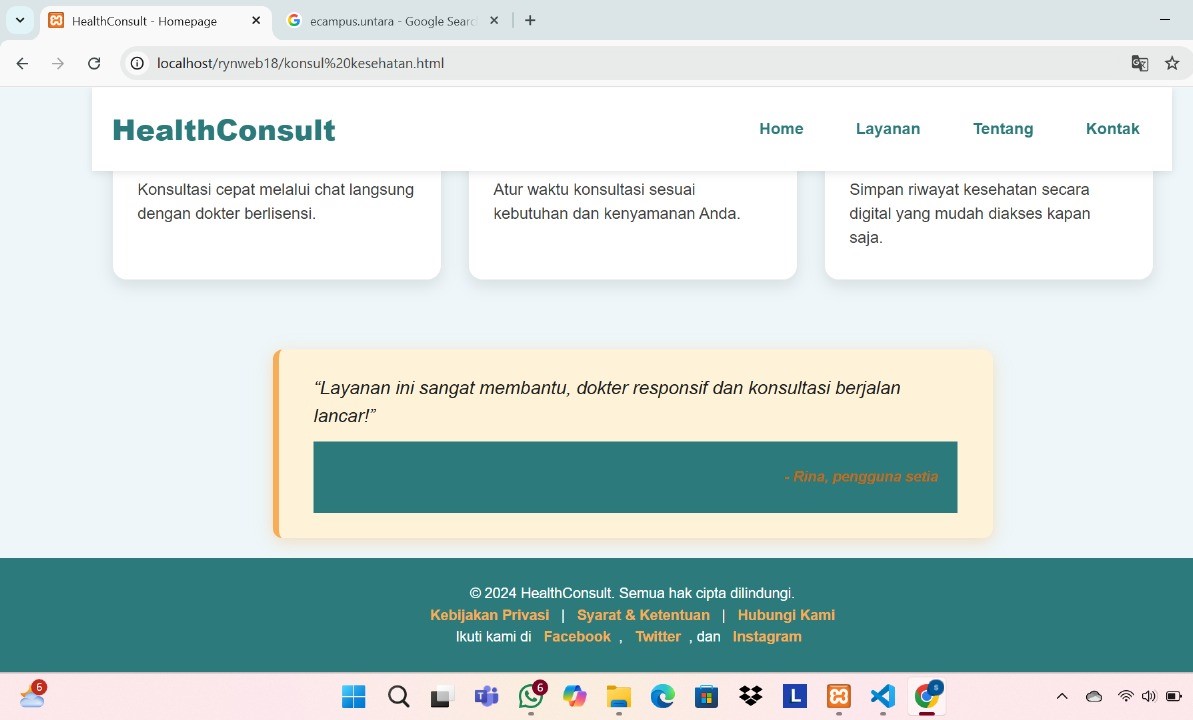 HealthConsult - Homepage
ecampus.untara - Google Searc
localhost/rynweb18/konsul%20kesehatan.html
HealthConsult
Home
Layanan
Tentang
Kontak
Konsultasi cepat melalui chat langsung
dengan dokter berlisensi.
Atur waktu konsultasi sesuai
kebutuhan dan kenyamanan Anda.
Simpan riwayat kesehatan secara
digital yang mudah diakses kapan
saja.
“Layanan ini sangat membantu, dokter responsif dan konsultasi berjalan
lancar!”
- Rina, pengguna setia
© 2024 HealthConsult. Semua hak cipta dilindungi.
Kebijakan Privasi | Syarat & Ketentuan | Hubungi Kami
Ikuti kami di Facebook , Twitter , dan Instagram
6
6
L